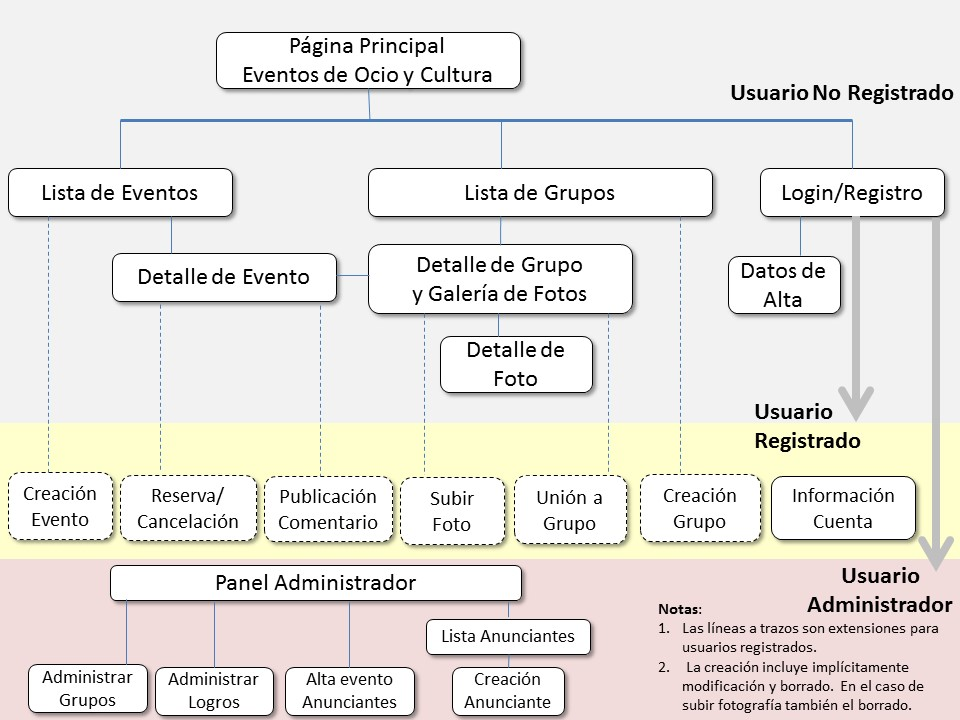 Página Principal
Eventos de Ocio y Cultura
Usuario No Registrado
Lista de Eventos
Lista de Grupos
Login/Registro
Detalle de Evento
Detalle de Grupo
y Galería de Fotos
Datos de
Alta
Detalle de
Foto
Usuario
Registrado
Creación
Evento
Reserva/
Cancelación
Publicación
Comentario
Subir
Foto
Unión a
Grupo
Creación
Grupo
Información
Cuenta
Panel Administrador
Usuario
Administrador
Lista Anunciantes
Administrar
Grupos
Administrar
Logros
Alta evento
Anunciantes
Creación
Anunciante
Notas:
1. Las líneas a trazos son extensiones para
usuarios registrados.
2. La creación incluye implícitamente
modificación y borrado. En el caso de
subir fotografía también el borrado.